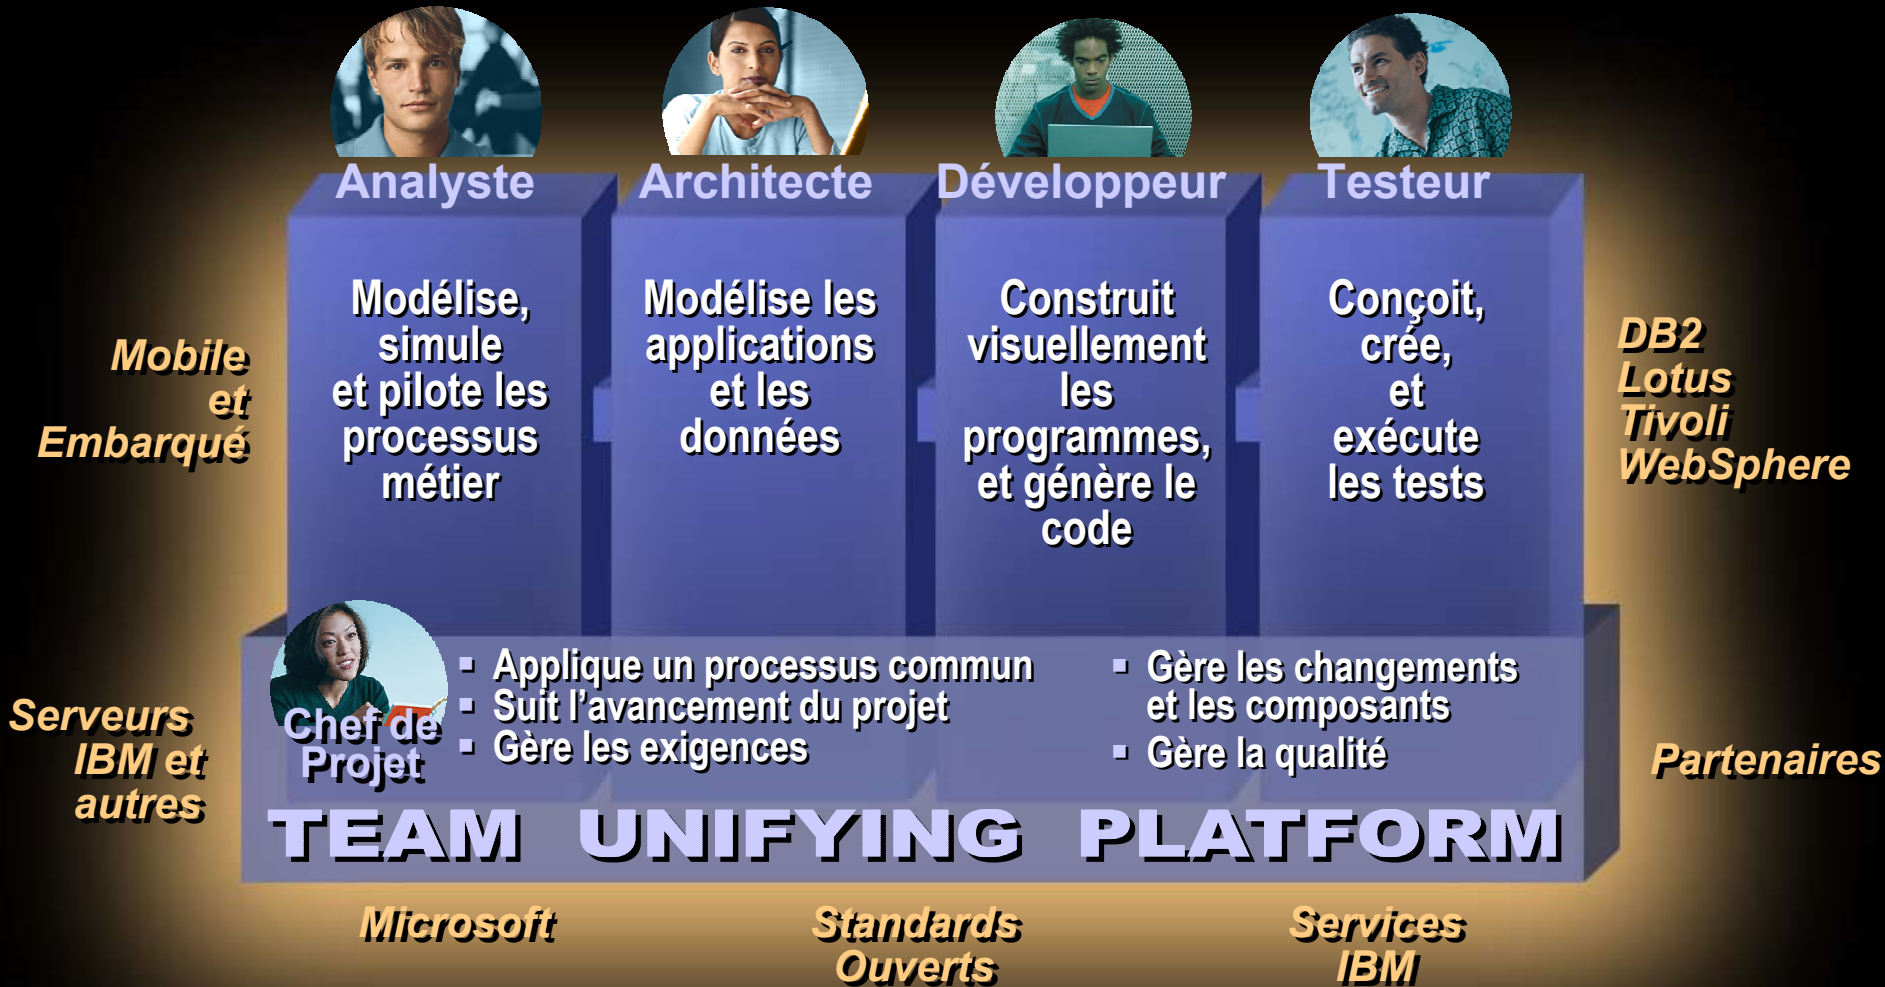 Analyste
Architecte
Développeur
Testeur
Modélise,
simule
et pilote les
processus
métier
Modélise les
applications
et les
données
Construit
visuellement
les
programmes,
et génère le
code
Conçoit,
crée,
et
exécute
les tests
Mobile
et
Embarqué
DB2
Lotus
Tivoli
WebSphere
Chef de
Projet
▪ Applique un processus commun
▪ Suit l’avancement du projet
▪ Gère les exigences
▪ Gère les changements
et les composants
▪ Gère la qualité
Serveurs
IBM et
autres
Partenaires
TEAM UNIFYING PLATFORM
Microsoft
Standards
Ouverts
Services
IBM